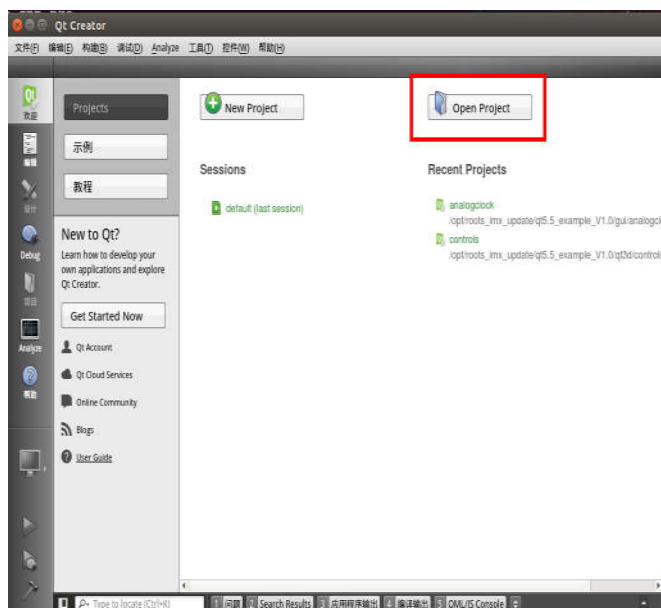 Qt Creator
文件(F) 编辑(E) 构建(B) 调试(D) Analyze 工具(T) 控件(W) 帮助(H)
Qt
欢迎
编辑
设计
Debug
项目
Analyze
帮助
Projects
示例
教程
New to Qt?
Learn how to develop your
own applications and explore
Qt Creator.
Get Started Now
Qt Account
Qt Cloud Services
Online Community
Blogs
User Guide
New Project
Open Project
Sessions
default (last session)
Recent Projects
analogclock
/opt/roots_imx_update/qt5.5_example_V1.0/gui/analogcl
controls
/opt/roots_imx_update/qt5.5_example_V1.0/qt3d/controls
Type to locate (Ctrl+K)
1 问题 2 Search Results 3 应用程序输出 4 编译输出 5 QML/JS Console